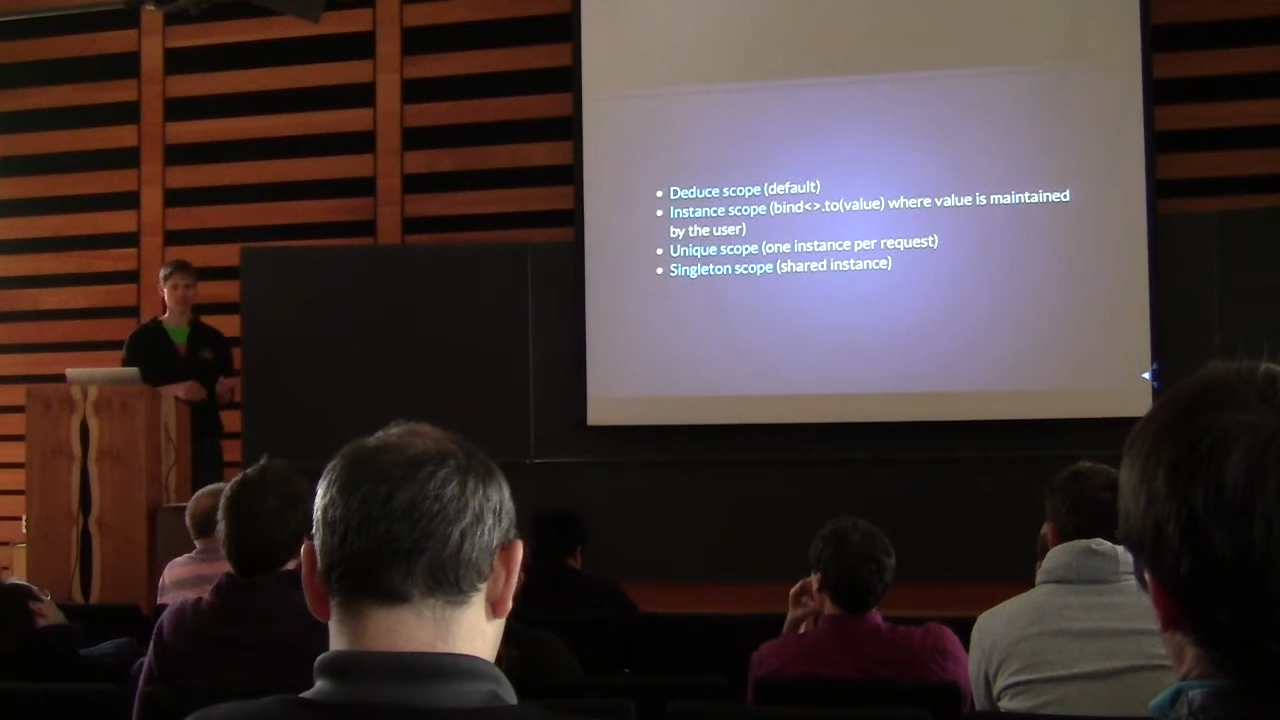 • Deduce scope (default)
• Instance scope (bind<>.to(value) where value is maintained
by the user)
• Unique scope (one instance per request)
• Singleton scope (shared instance)